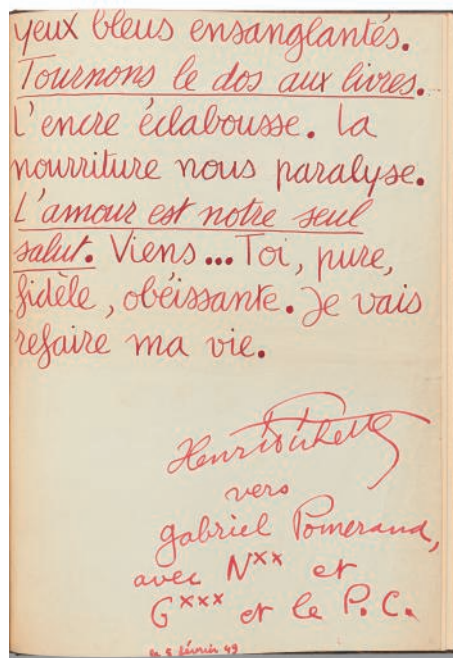 yeux bleus ensanglantés.
Tournons le dos aux livres.
L'encre éclabousse. La
nourriture nous paralyse.
L'amour est notre seul
salut. Viens... Toi, pure,
fidèle, obéissante. Je vais
refaire ma vie.
Henri Pichette
vers
Gabriel Pomerand,
avec N** et
G*** et le P.C.
le 5 février 49